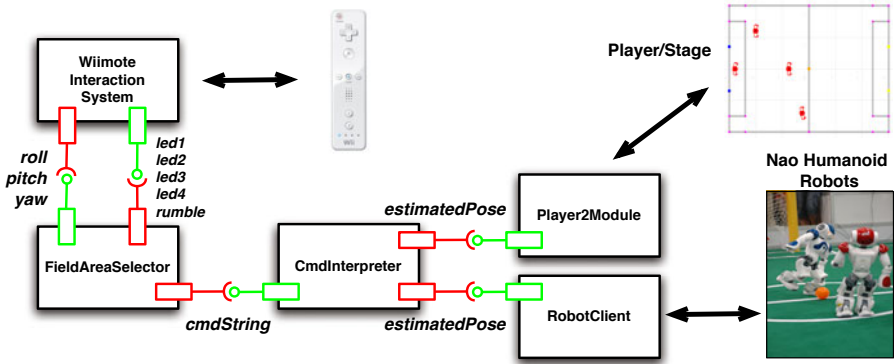 Wiimote
Interaction
System
Player/Stage
Wii
roll
pitch
yaw
led1
led2
led3
led4
rumble
Nao Humanoid
Robots
estimatedPose
Player2Module
FieldAreaSelector
CmdInterpreter
cmdString
estimatedPose
RobotClient